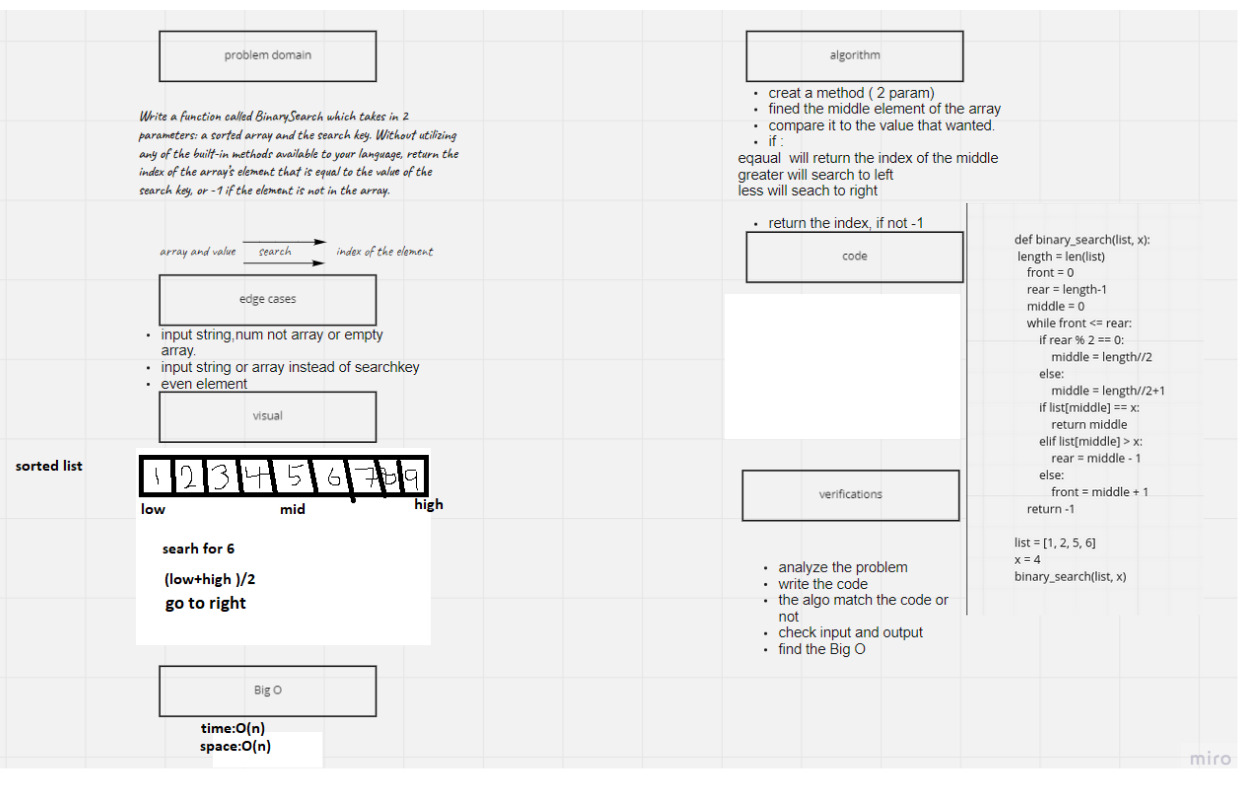 problem domain
Write a function called BinarySearch which takes in 2
parameters: a sorted array and the search key. Without utilizing
any of the built-in methods available to your language, return the
index of the array's element that is equal to the value of the
search key, or -1 if the element is not in the array.
array and value search index of the element
edge cases
• input string,num not array or empty
array.
• input string or array instead of searchkey
• even element
visual
sorted list
1 2 3 4 5 6 7 8 9
low mid high
searh for 6
(low+high )/2
go to right
Big O
time:O(n)
space:O(n)
algorithm
• creat a method ( 2 param)
• fined the middle element of the array
• compare it to the value that wanted.
• if :
eqaual will return the index of the middle
greater will search to left
less will seach to right
• return the index, if not -1
code
def binary_search(list, x):
length = len(list)
front = 0
rear = length-1
middle = 0
while front <= rear:
if rear % 2 == 0:
middle = length//2
else:
middle = length//2+1
if list[middle] == x:
return middle
elif list[middle] > x:
rear = middle - 1
else:
front = middle + 1
return -1
list = [1, 2, 5, 6]
x = 4
binary_search(list, x)
verifications
• analyze the problem
• write the code
• the algo match the code or
not
• check input and output
• find the Big O
miro